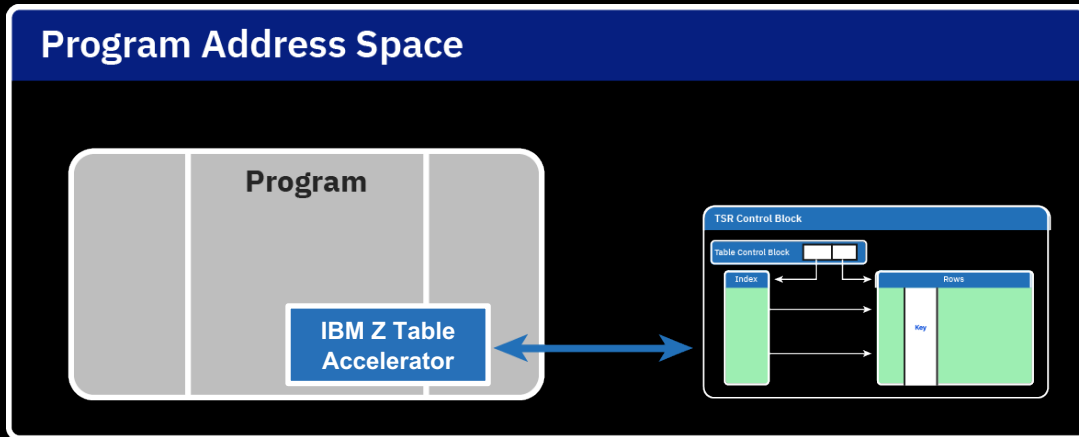 Program Address Space
Program
IBM Z Table
Accelerator
TSR Control Block
Table Control Block
Index
Rows
Key